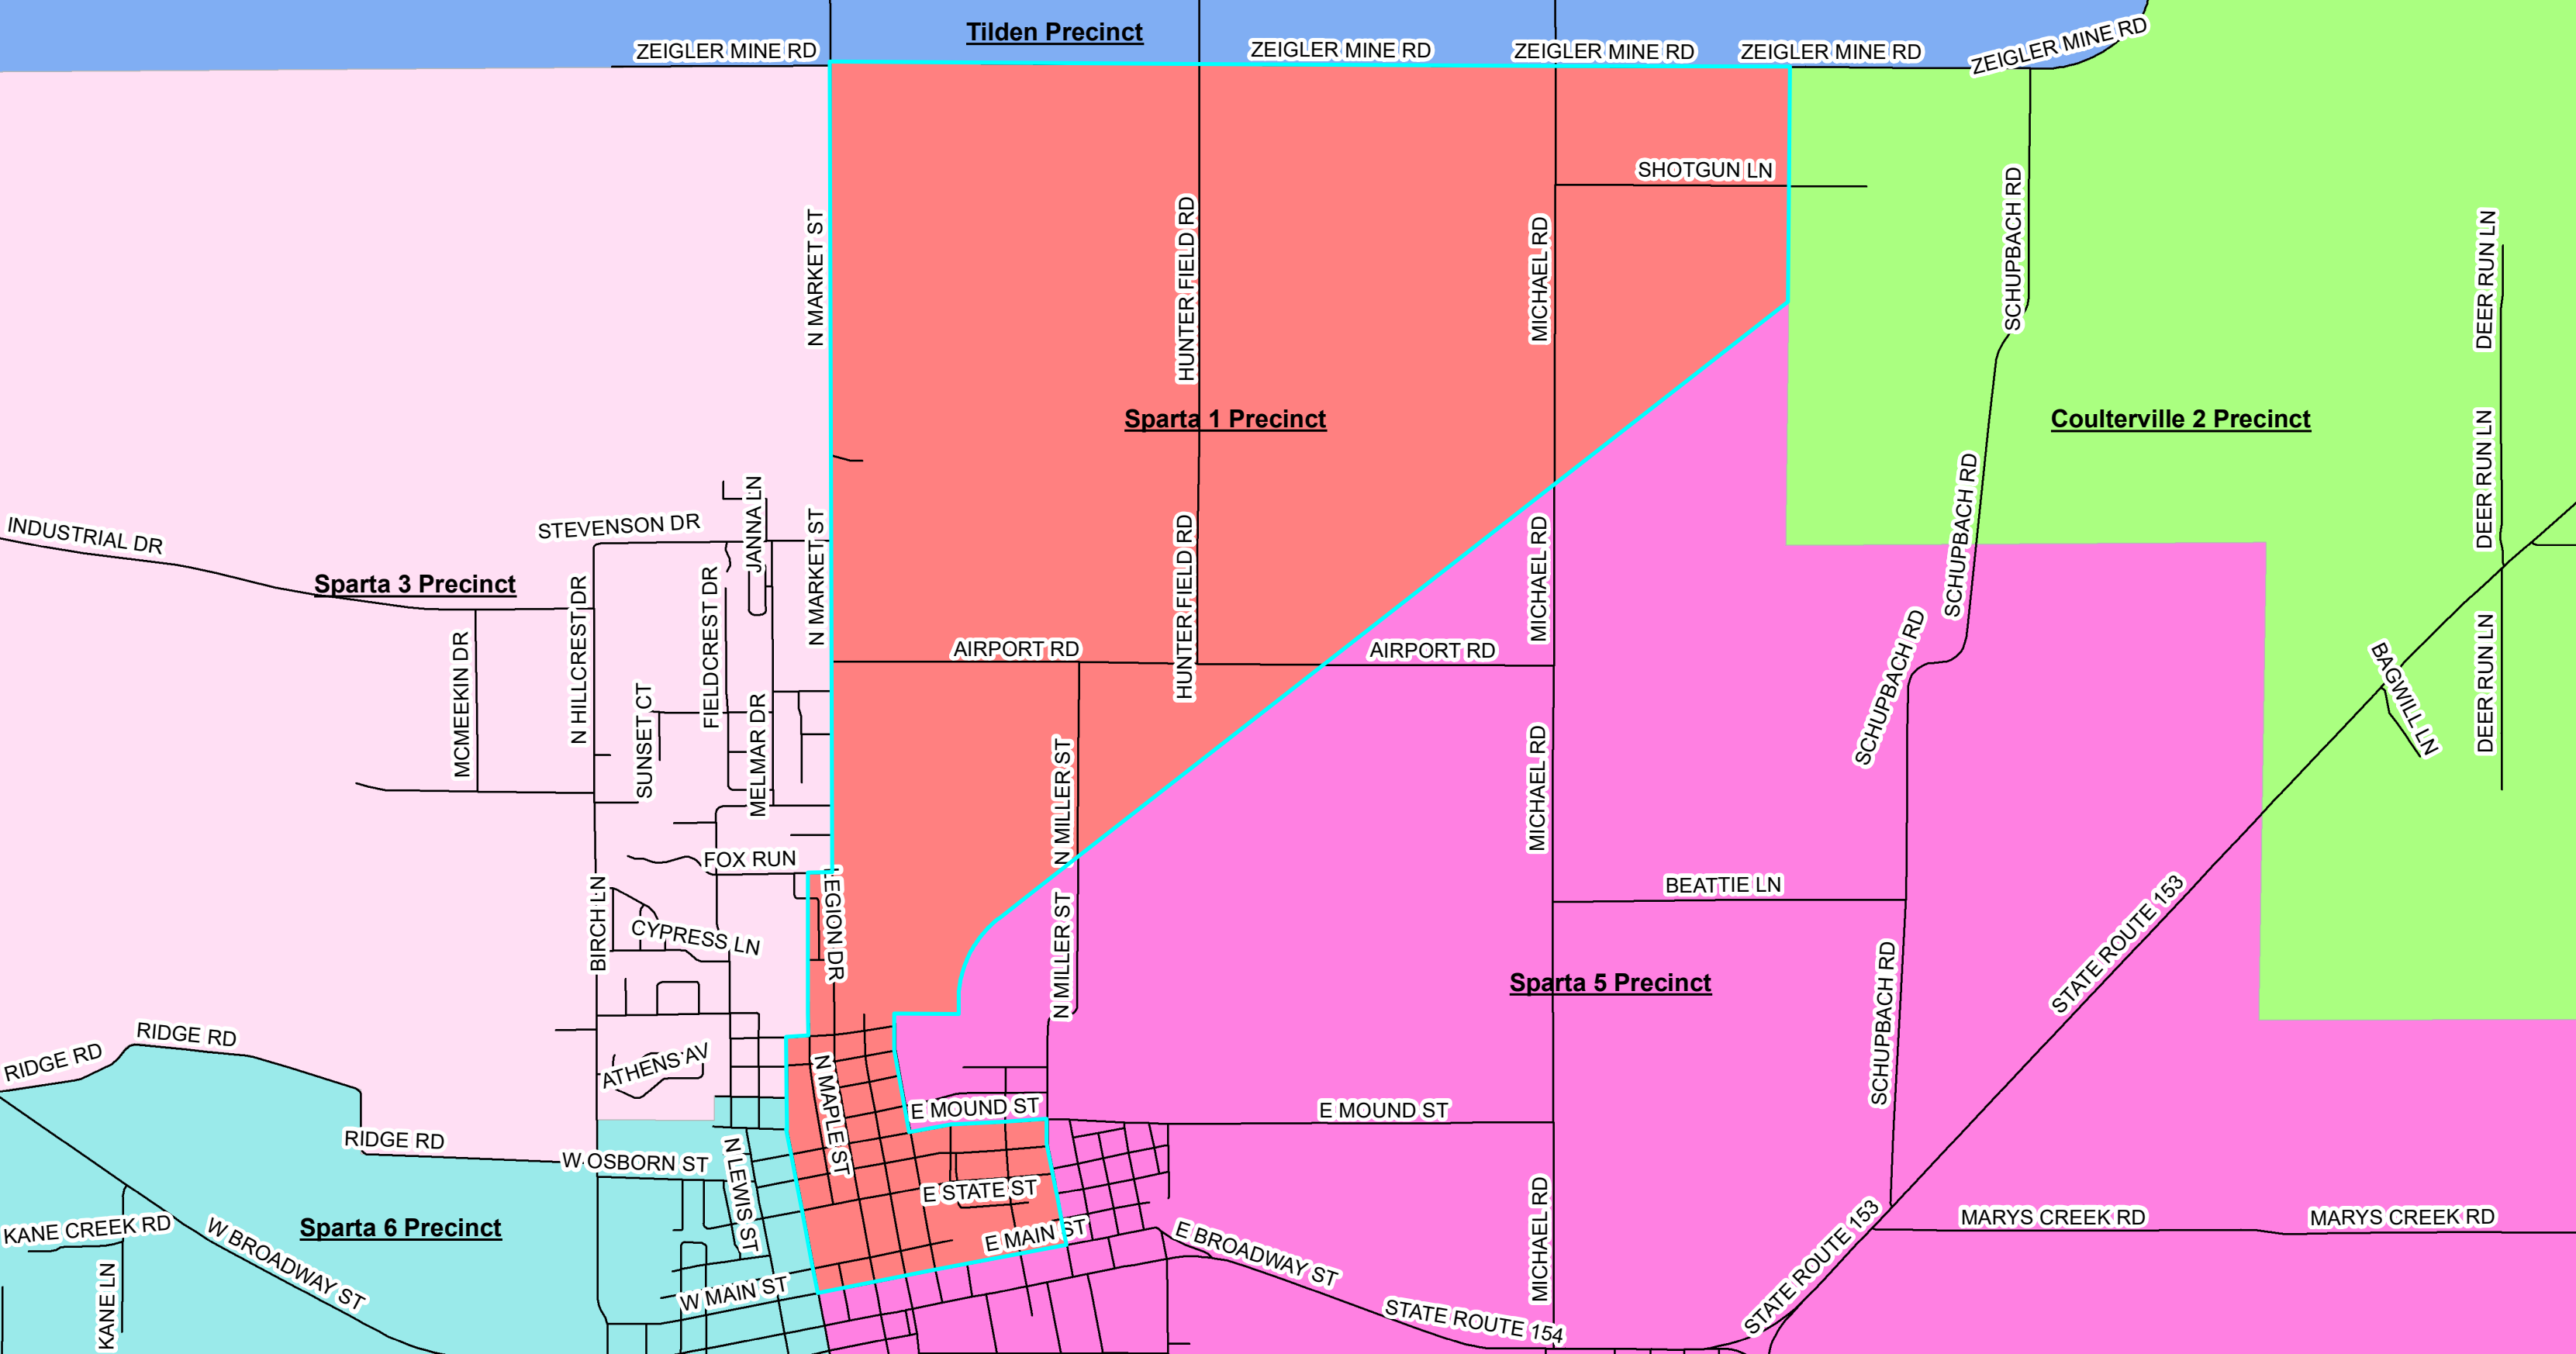 Tilden Precinct
ZEIGLER MINE RD
ZEIGLER MINE RD
ZEIGLER MINE RD
ZEIGLER MINE RD
ZEIGLER MINE RD
SHOTGUN LN
N MARKET ST
HUNTER FIELD RD
MICHAEL RD
SCHUPBACH RD
DEER RUN LN
Sparta 1 Precinct
Coulterville 2 Precinct
INDUSTRIAL DR
STEVENSON DR
JANNA LN
N MARKET ST
HUNTER FIELD RD
MICHAEL RD
SCHUPBACH RD
DEER RUN LN
Sparta 3 Precinct
MCMEEKIN DR
N HILLCREST DR
SUNSET CT
FIELDCREST DR
MELMAR DR
AIRPORT RD
AIRPORT RD
SCHUPBACH RD
BAGWILL LN
DEER RUN LN
N MILLER ST
MICHAEL RD
FOX RUN
LEGION DR
BEATTIE LN
BIRCH LN
CYPRESS LN
N MILLER ST
SCHUPBACH RD
STATE ROUTE 153
Sparta 5 Precinct
RIDGE RD
RIDGE RD
ATHENS AV
N MAPLE ST
E MOUND ST
E MOUND ST
RIDGE RD
W OSBORN ST
N LEWIS ST
E STATE ST
KANE CREEK RD
Sparta 6 Precinct
W BROADWAY ST
KANE LN
W MAIN ST
E MAIN ST
E BROADWAY ST
MICHAEL RD
STATE ROUTE 154
STATE ROUTE 153
MARYS CREEK RD
MARYS CREEK RD